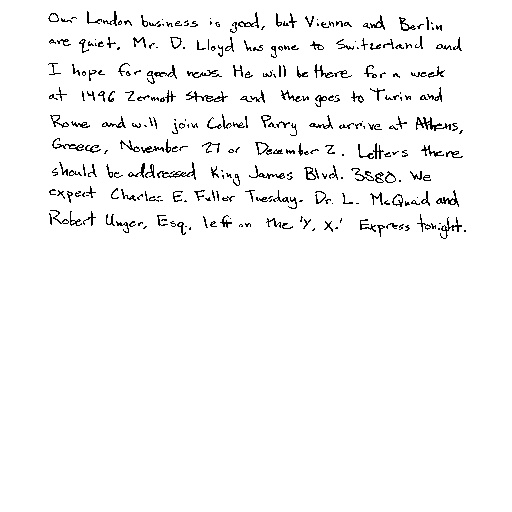 Our London business is good, but Vienna and Berlin
are quiet. Mr. D. Lloyd has gone to Switzerland and
I hope for good news. He will be there for a week
at 1496 Zermott Street and then goes to Turin and
Rome and will join Colonel Parry and arrive at Athens,
Greece, November 27 or December 2. Letters there
should be addressed King James Blvd. 3580. We
expect Charles E. Fuller Tuesday. Dr. L. McQuaid and
Robert Unger, Esq. left on the 'Y, X.' Express tonight.